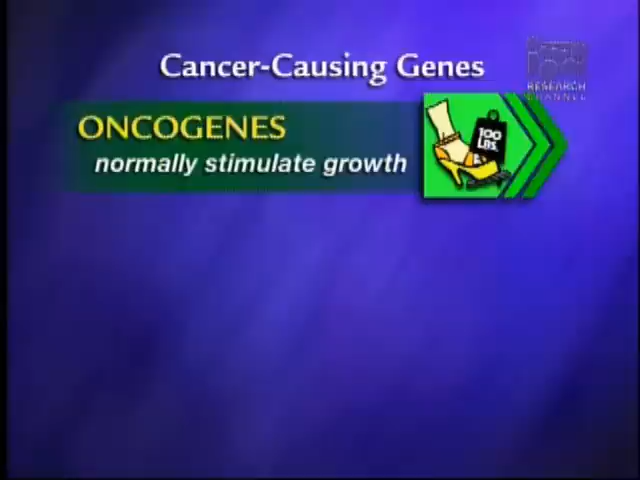 Cancer-Causing Genes
RESEARCH
CHANNEL
ONCOGENES
normally stimulate growth
100
LBS.